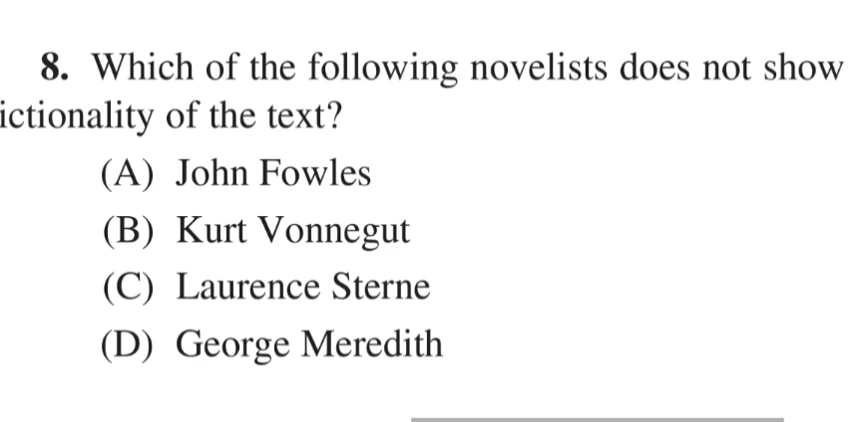 8. Which of the following novelists does not show
ictionality of the text?
(A) John Fowles
(B) Kurt Vonnegut
(C) Laurence Sterne
(D) George Meredith